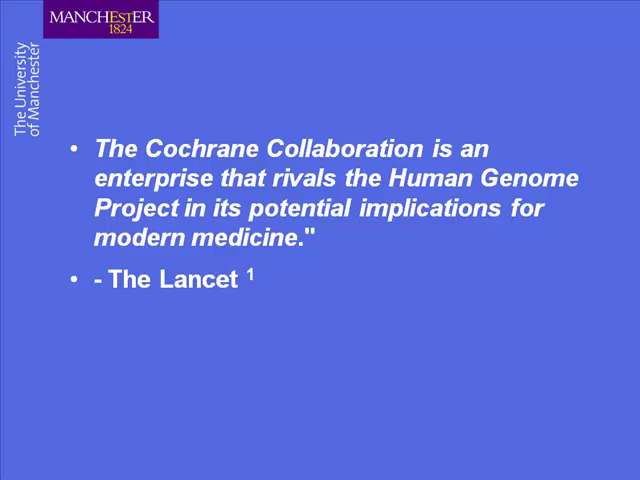 MANCHESTER
1824
The University
of Manchester
• The Cochrane Collaboration is an
enterprise that rivals the Human Genome
Project in its potential implications for
modern medicine."
• - The Lancet 1